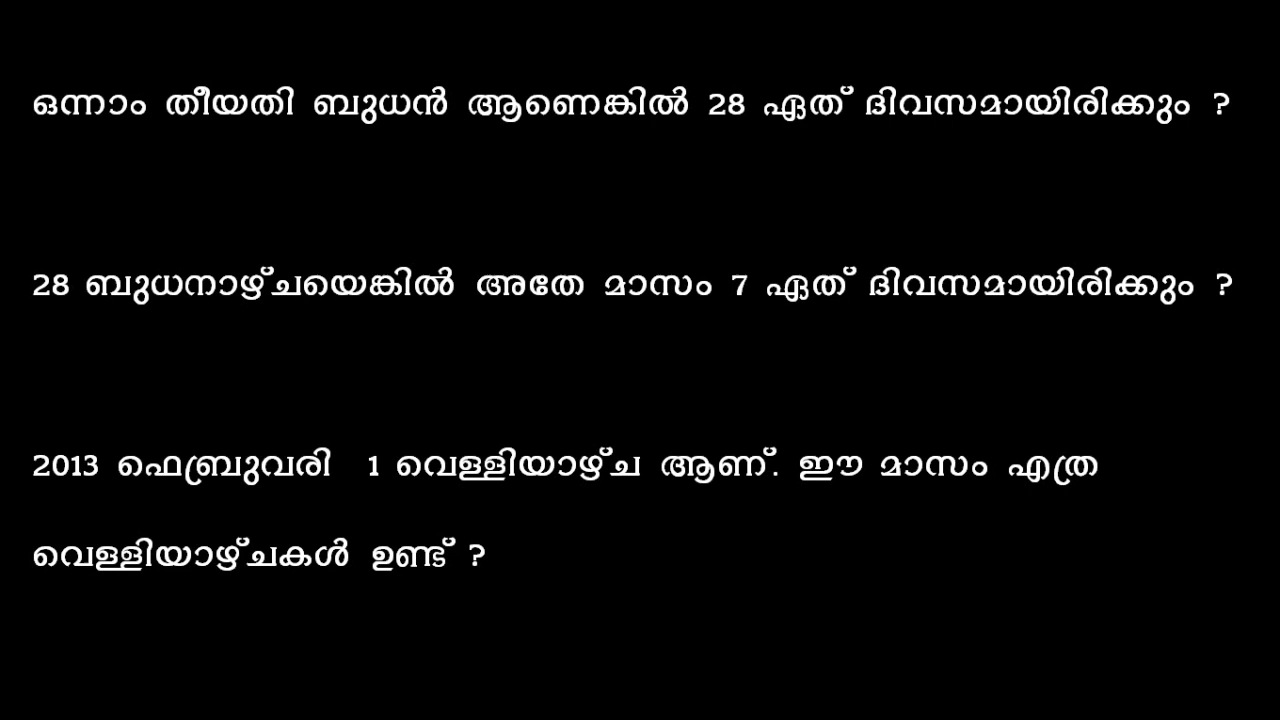 ഒന്നാം തീയതി ബുധൻ ആണെങ്കിൽ 28 ഏത് ദിവസമായിരിക്കും ?
28 ബുധനാഴ്ചയെങ്കിൽ അതേ മാസം 7 ഏത് ദിവസമായിരിക്കും ?
2013 ഫെബ്രുവരി 1 വെള്ളിയാഴ്ച ആണ്. ഈ മാസം എത്ര
വെള്ളിയാഴ്ചകൾ ഉണ്ട് ?